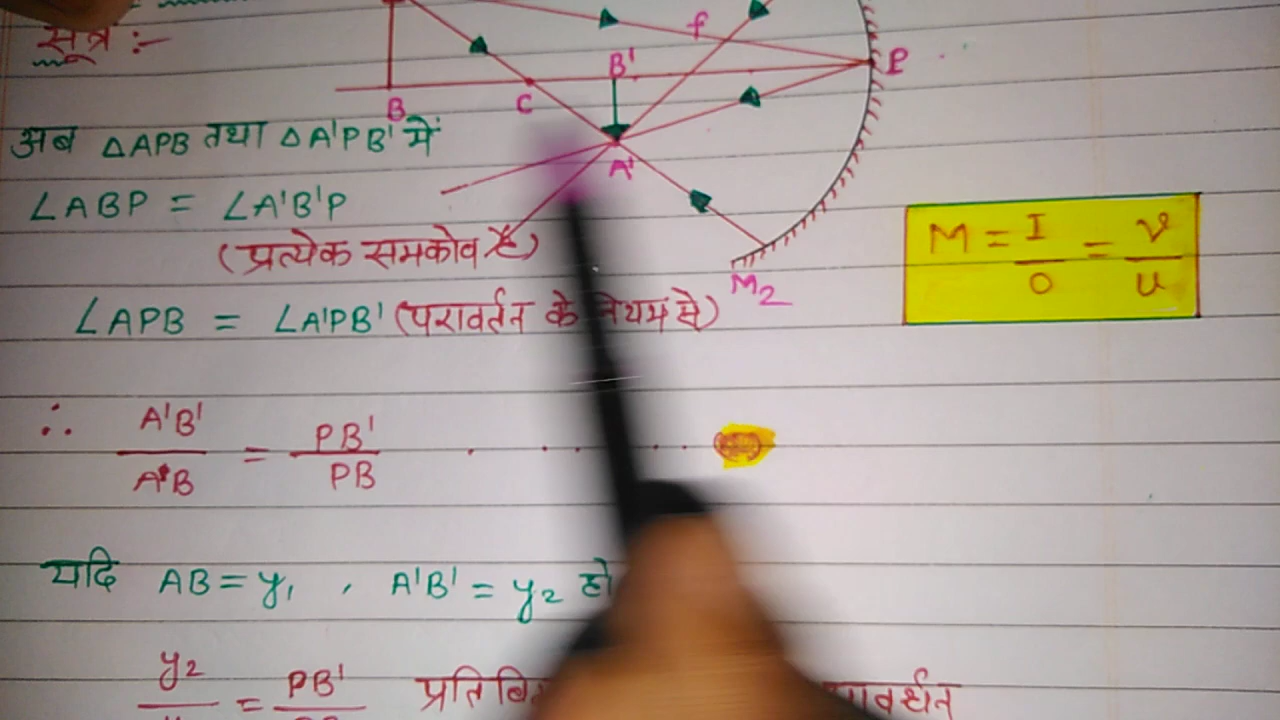 सूत्र :-
f
P
B'
B
C
A'
M₂
अब △APB तथा △A'PB' में
∠ABP = ∠A'B'P
(प्रत्येक समकोव है)
∠APB = ∠A'PB' (परावर्तन के नियम से)
M = I/O = v/u
∴ A'B'/AB = PB'/PB . . . . . .
यदि AB = y₁ , A'B' = y₂ हो
y₂/ = PB'/